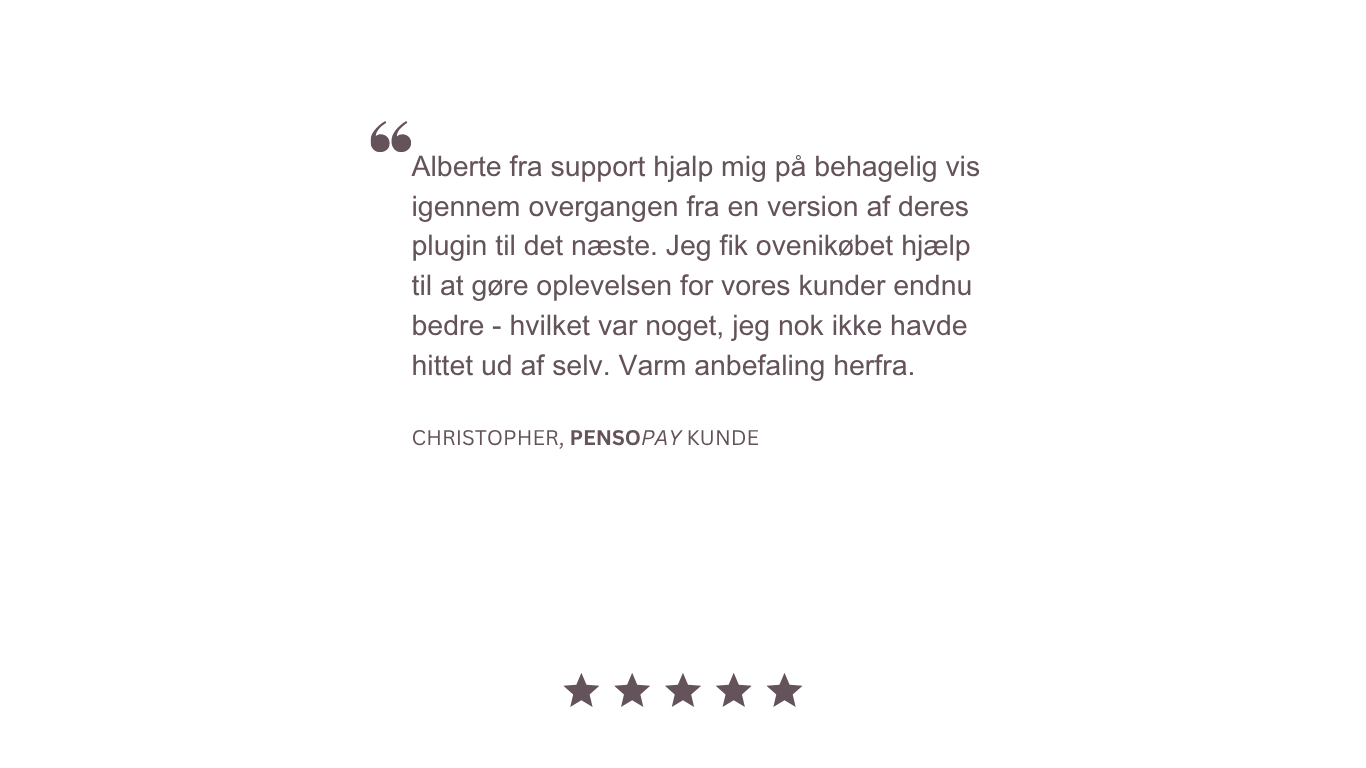 ❝
Alberte fra support hjalp mig på behagelig vis
igennem overgangen fra en version af deres
plugin til det næste. Jeg fik ovenikøbet hjælp
til at gøre oplevelsen for vores kunder endnu
bedre - hvilket var noget, jeg nok ikke havde
hittet ud af selv. Varm anbefaling herfra.
CHRISTOPHER, PENSOPAY KUNDE